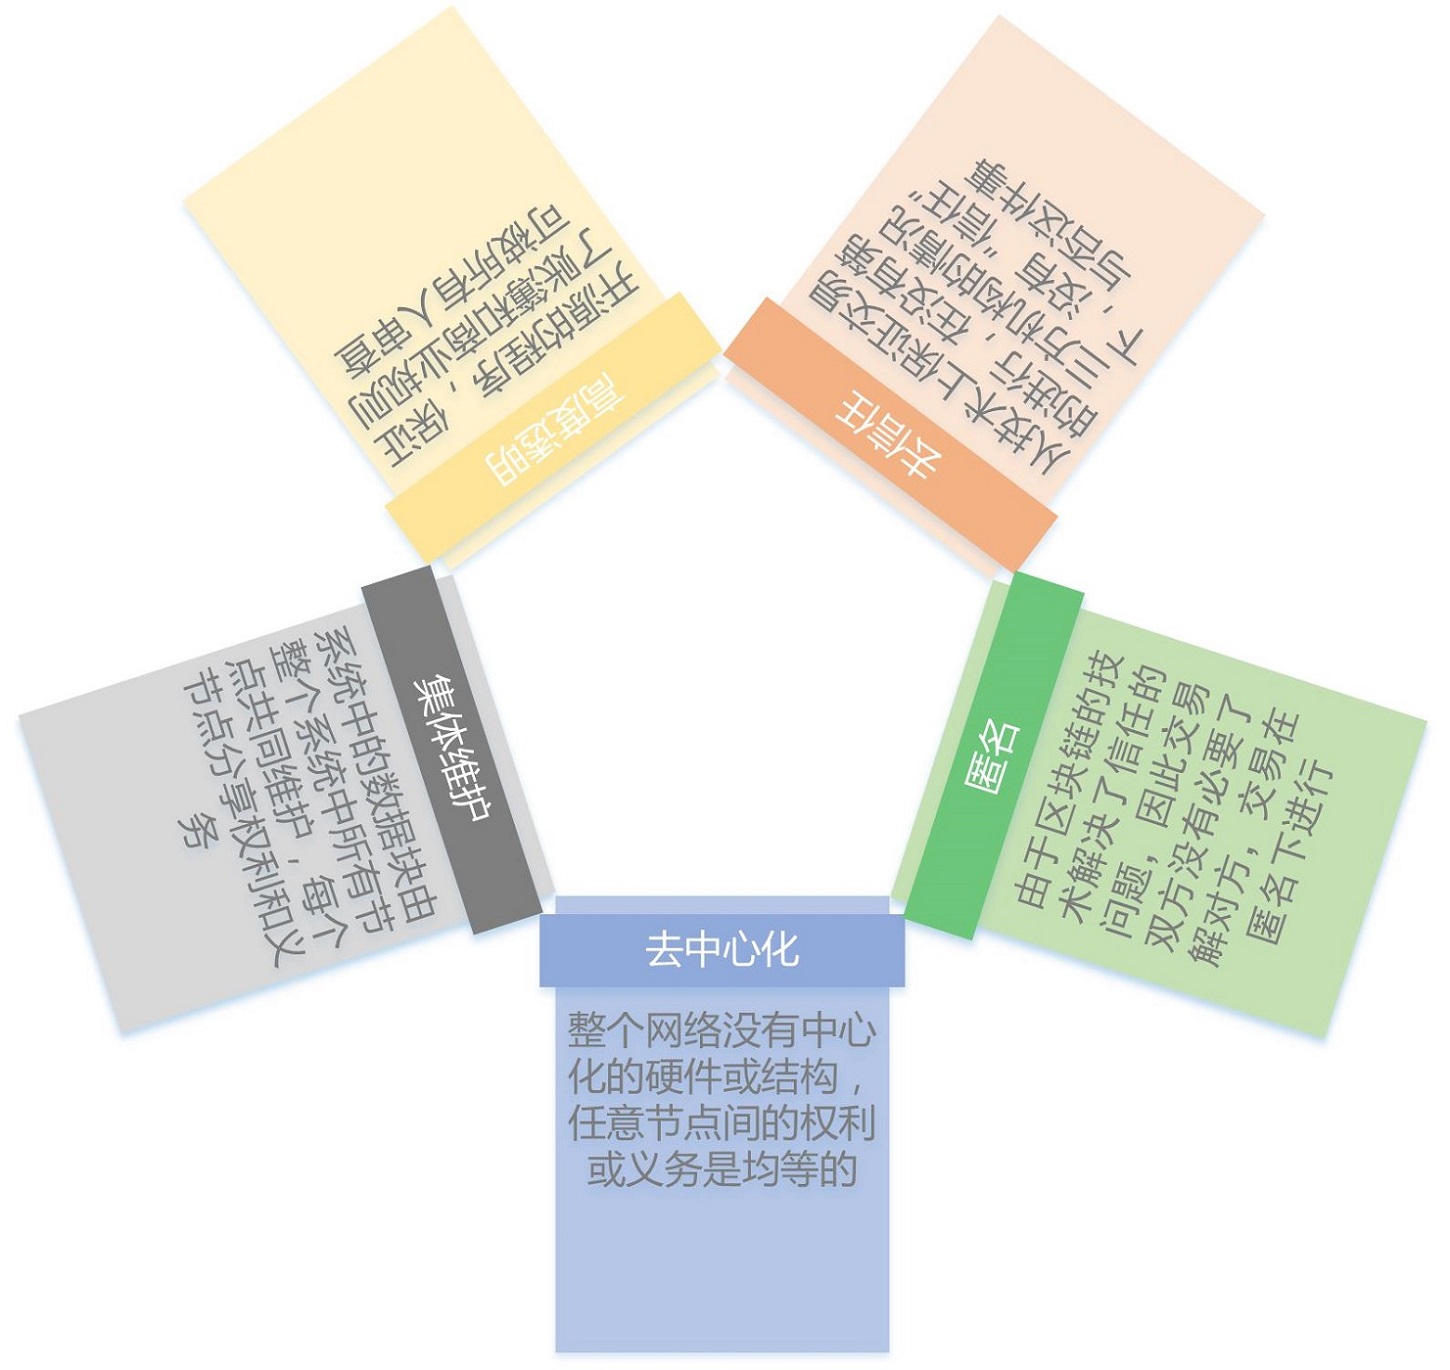 高度透明
开源的程序，保证
了账簿和商业规则
可被所有人审查
去信任
从技术上保证交易
的进行，在没有第
三方机构的情况
下，没有“信任”
与否这件事
集体维护
系统中的数据块由
整个系统中所有节
点共同维护，每个
节点分享权利和义
务
匿名
由于区块链的技
术解决了信任的
问题，因此交易
双方没有必要了
解对方，交易在
匿名下进行
去中心化
整个网络没有中心
化的硬件或结构，
任意节点间的权利
或义务是均等的